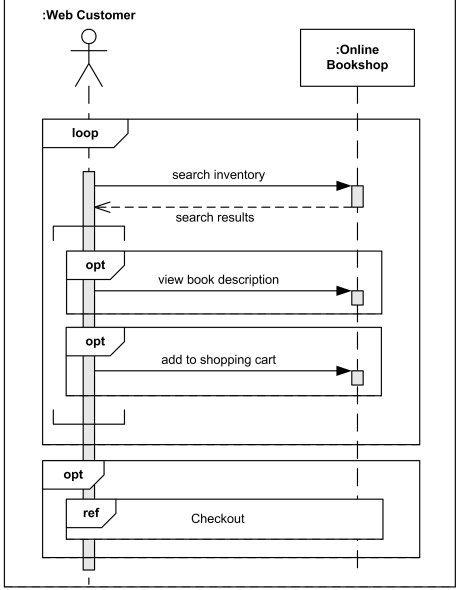 :Web Customer
:Online
Bookshop
loop
search inventory
search results
opt
view book description
opt
add to shopping cart
opt
ref
Checkout